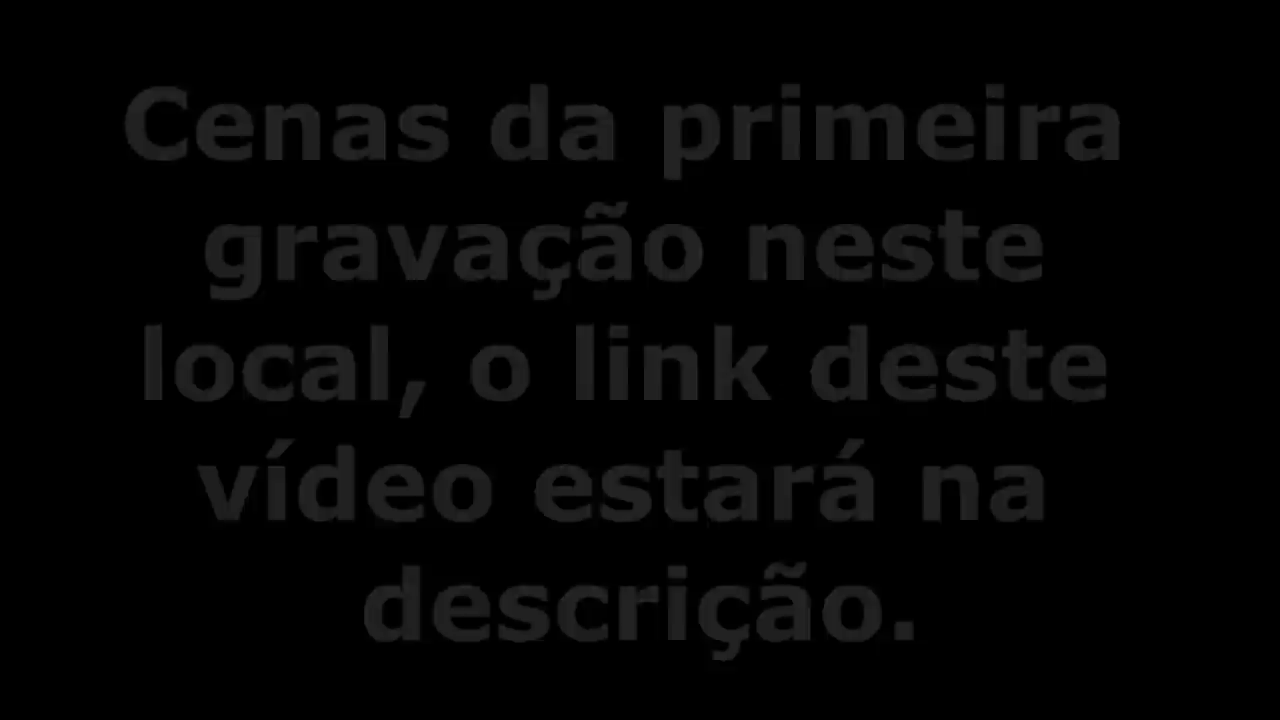 Cenas da primeira
gravação neste
local, o link deste
vídeo estará na
descrição.